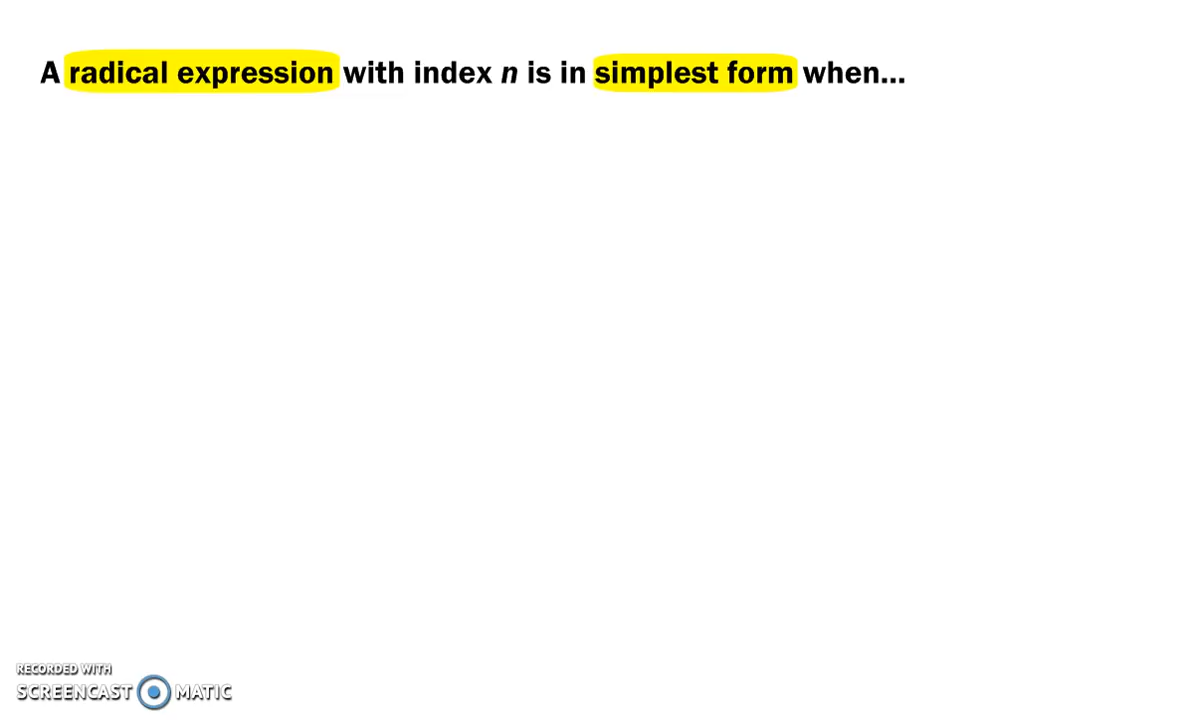 A radical expression with index n is in simplest form when...
RECORDED WITH
SCREENCAST MATIC